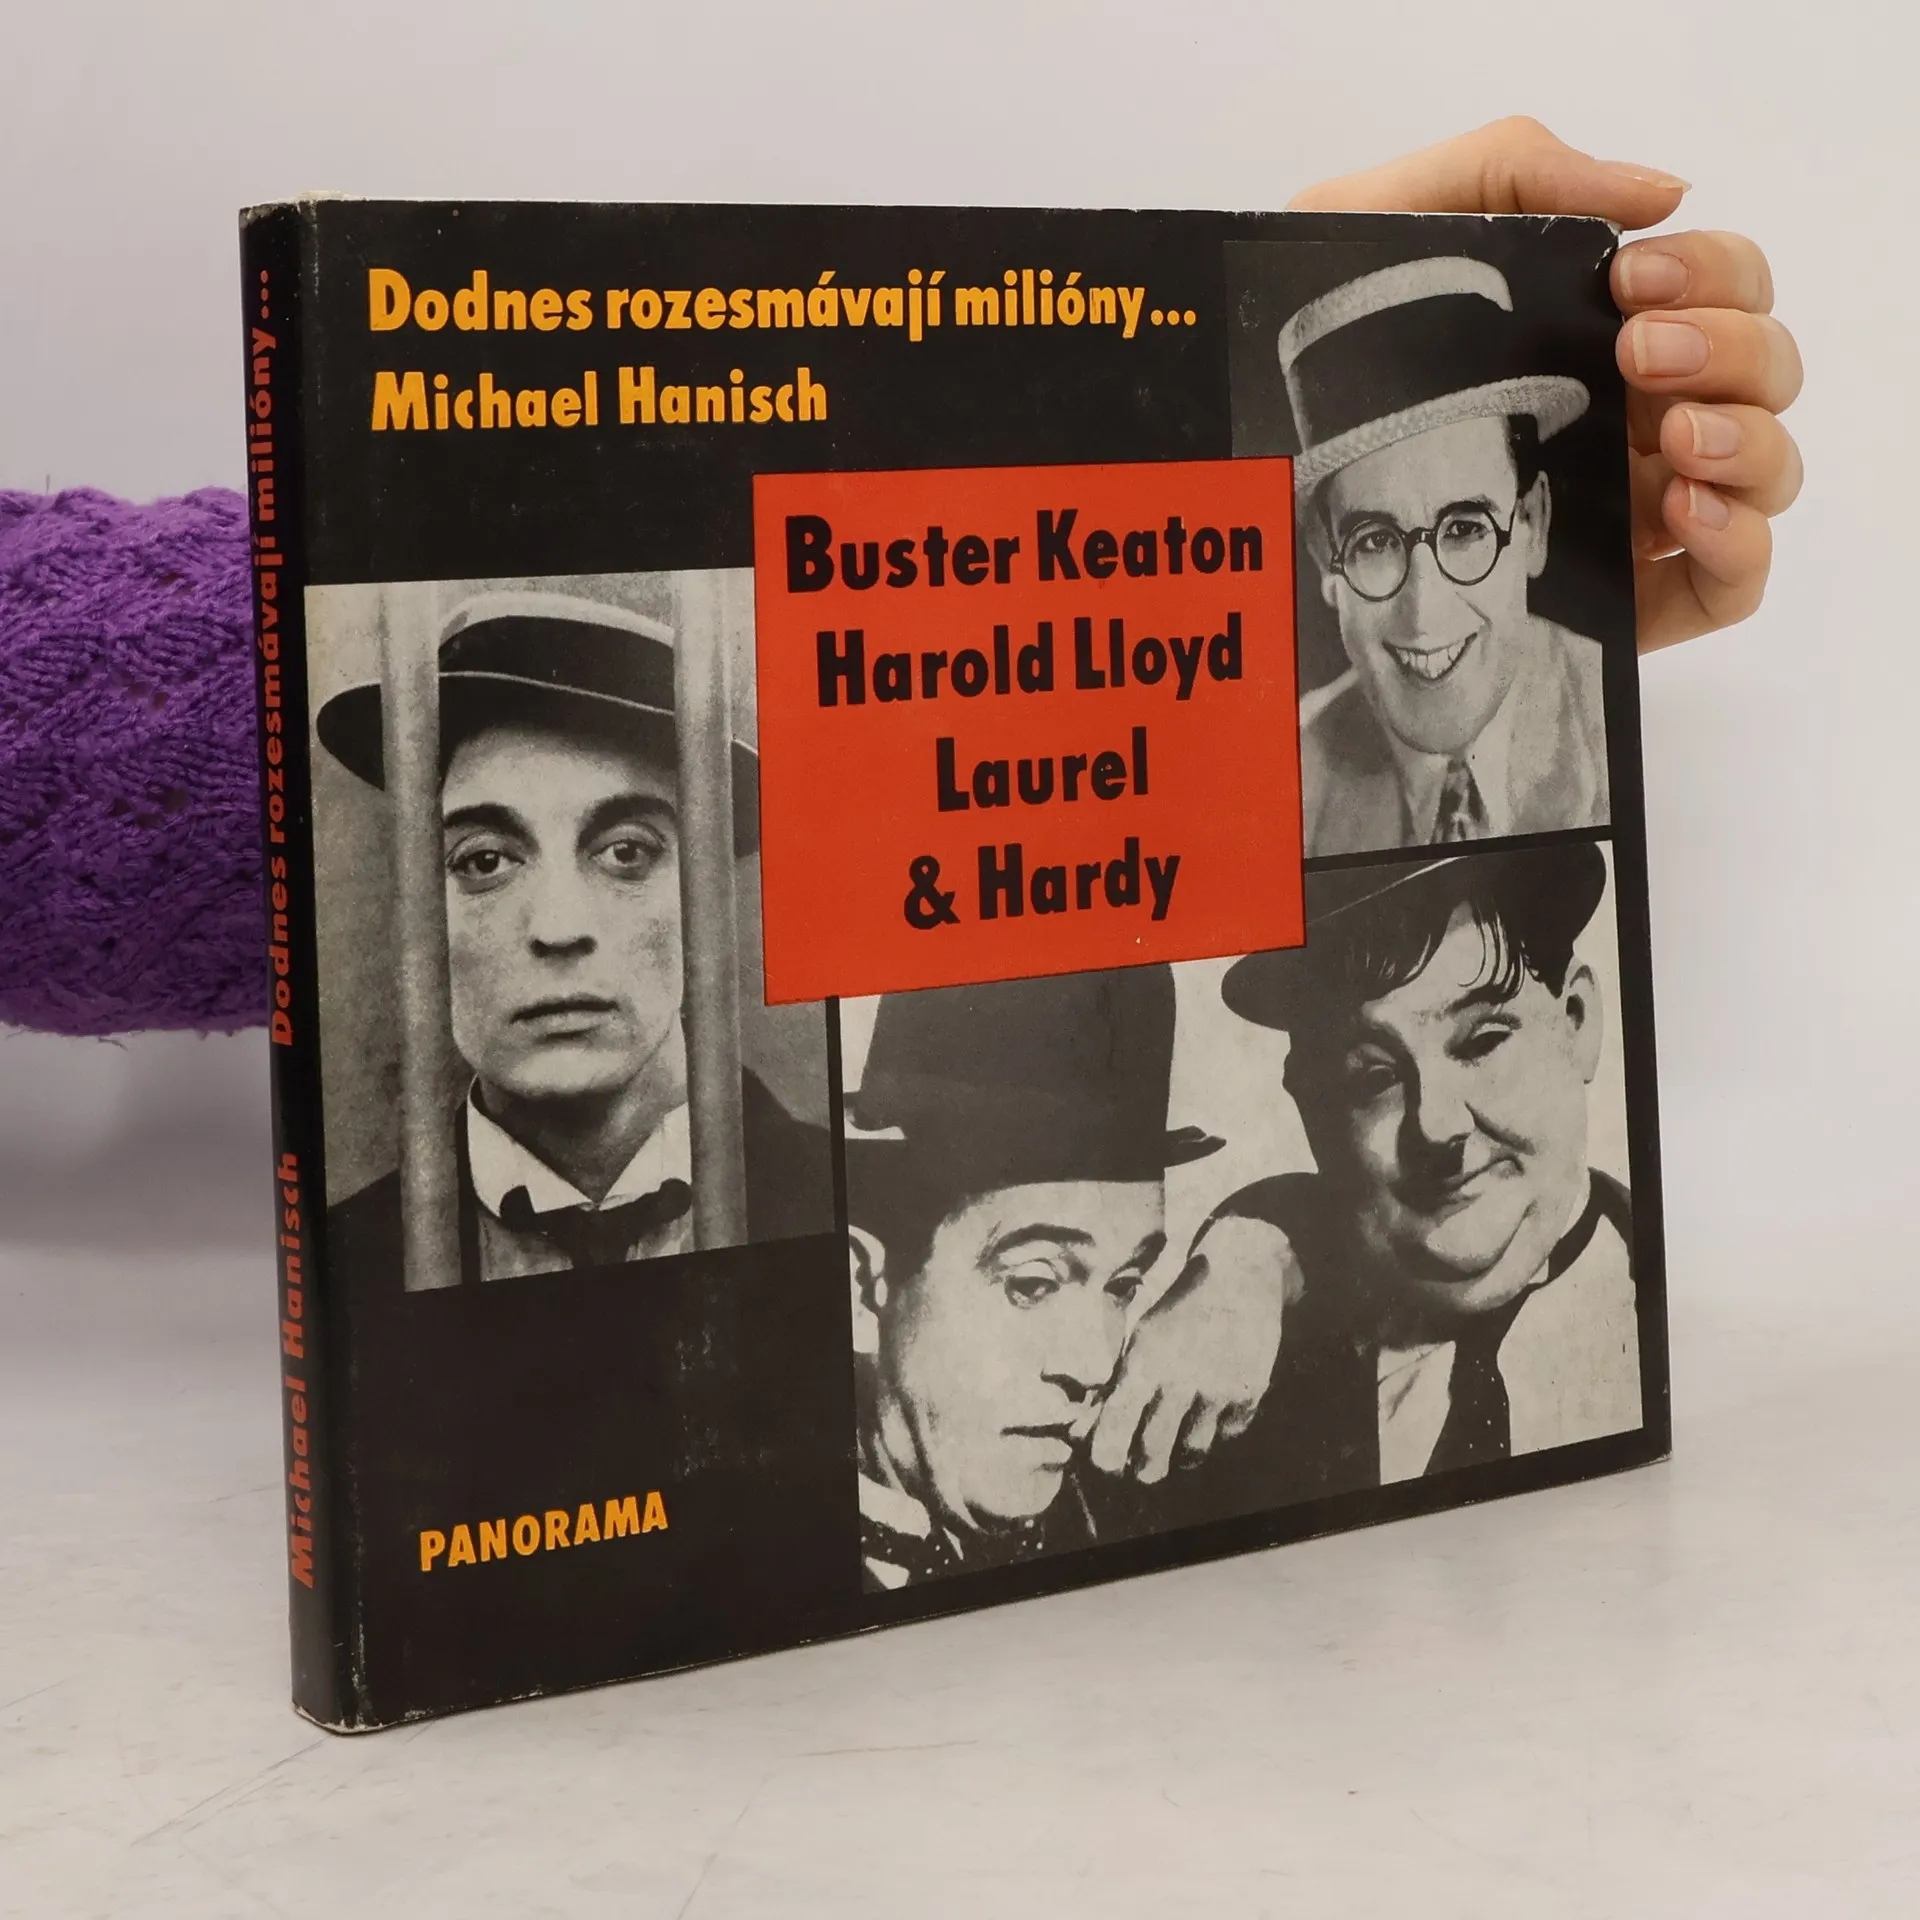 Dodnes rozesmávají milióny...
Michael Hanisch
Buster Keaton
Harold Lloyd
Laurel
& Hardy
PANORAMA
Michael Hanisch Dodnes rozesmávají milióny...